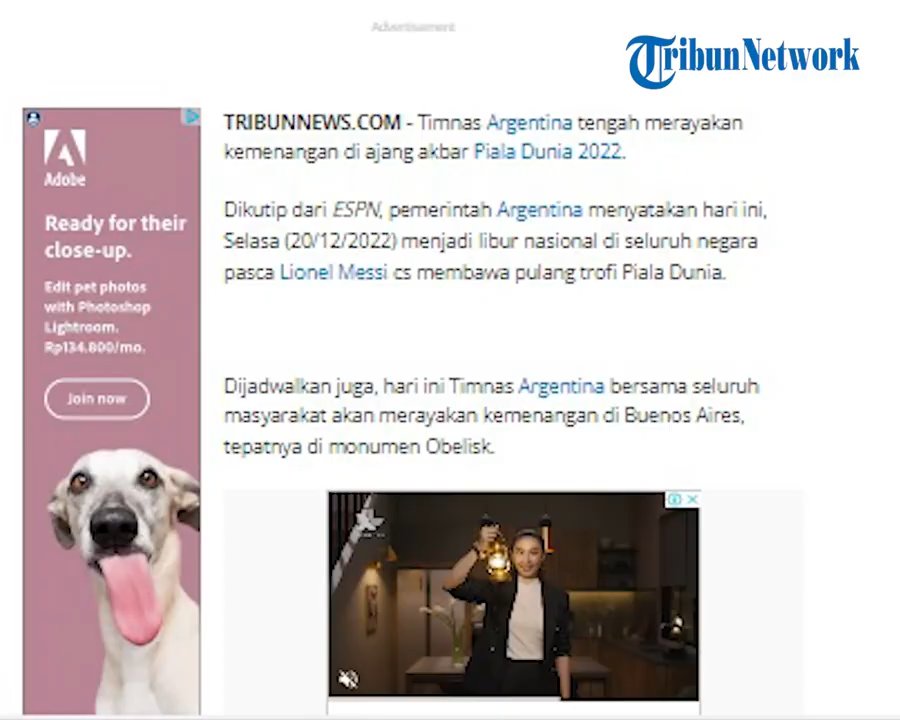 Advertisement
Tribun Network
TRIBUNNEWS.COM - Timnas Argentina tengah merayakan
kemenangan di ajang akbar Piala Dunia 2022.
Dikutip dari ESPN, pemerintah Argentina menyatakan hari ini,
Selasa (20/12/2022) menjadi libur nasional di seluruh negara
pasca Lionel Messi cs membawa pulang trofi Piala Dunia.
Dijadwalkan juga, hari ini Timnas Argentina bersama seluruh
masyarakat akan merayakan kemenangan di Buenos Aires,
tepatnya di monumen Obelisk.
Adobe
Ready for their
close-up.
Edit pet photos
with Photoshop
Lightroom.
Rp134.800/mo.
Join now
XL